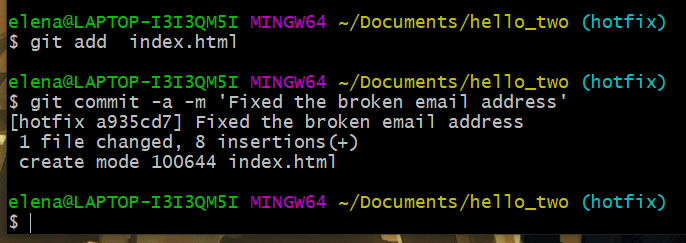 elena@LAPTOP-I3I3QM5I MINGW64 ~/Documents/hello_two (hotfix)
$ git add  index.html
elena@LAPTOP-I3I3QM5I MINGW64 ~/Documents/hello_two (hotfix)
$ git commit -a -m 'Fixed the broken email address'
[hotfix a935cd7] Fixed the broken email address
 1 file changed, 8 insertions(+)
 create mode 100644 index.html
elena@LAPTOP-I3I3QM5I MINGW64 ~/Documents/hello_two (hotfix)
$